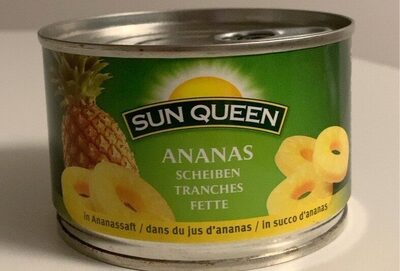 SUN QUEEN
ANANAS
SCHEIBEN
TRANCHES
FETTE
in Ananassaft / dans du jus d'ananas / in succo d'ananas